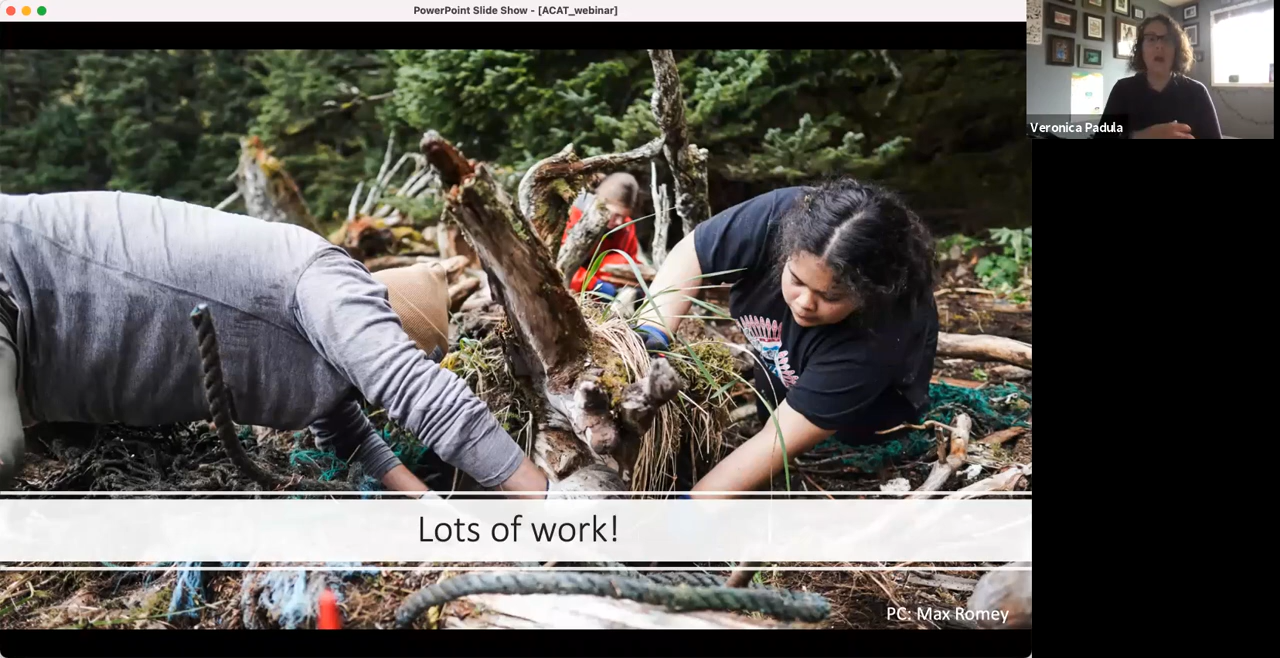 PowerPoint Slide Show - [ACAT_webinar]
Veronica Padula
Lots of work!
PC: Max Romey